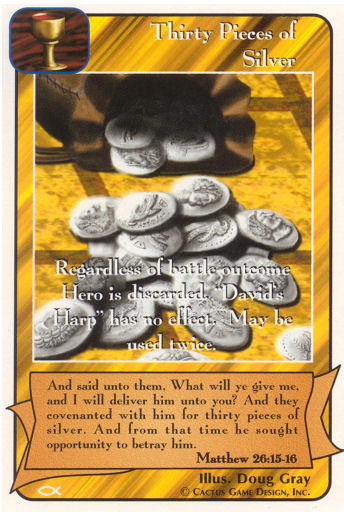 Thirty Pieces of
Silver
Regardless of battle outcome
Hero is discarded. "David's
Harp" has no effect. May be
used twice.
And said unto them, What will ye give me,
and I will deliver him unto you? And they
covenanted with him for thirty pieces of
silver. And from that time he sought
opportunity to betray him.
Matthew 26:15-16
Illus. Doug Gray
© Cactus Game Design, Inc.